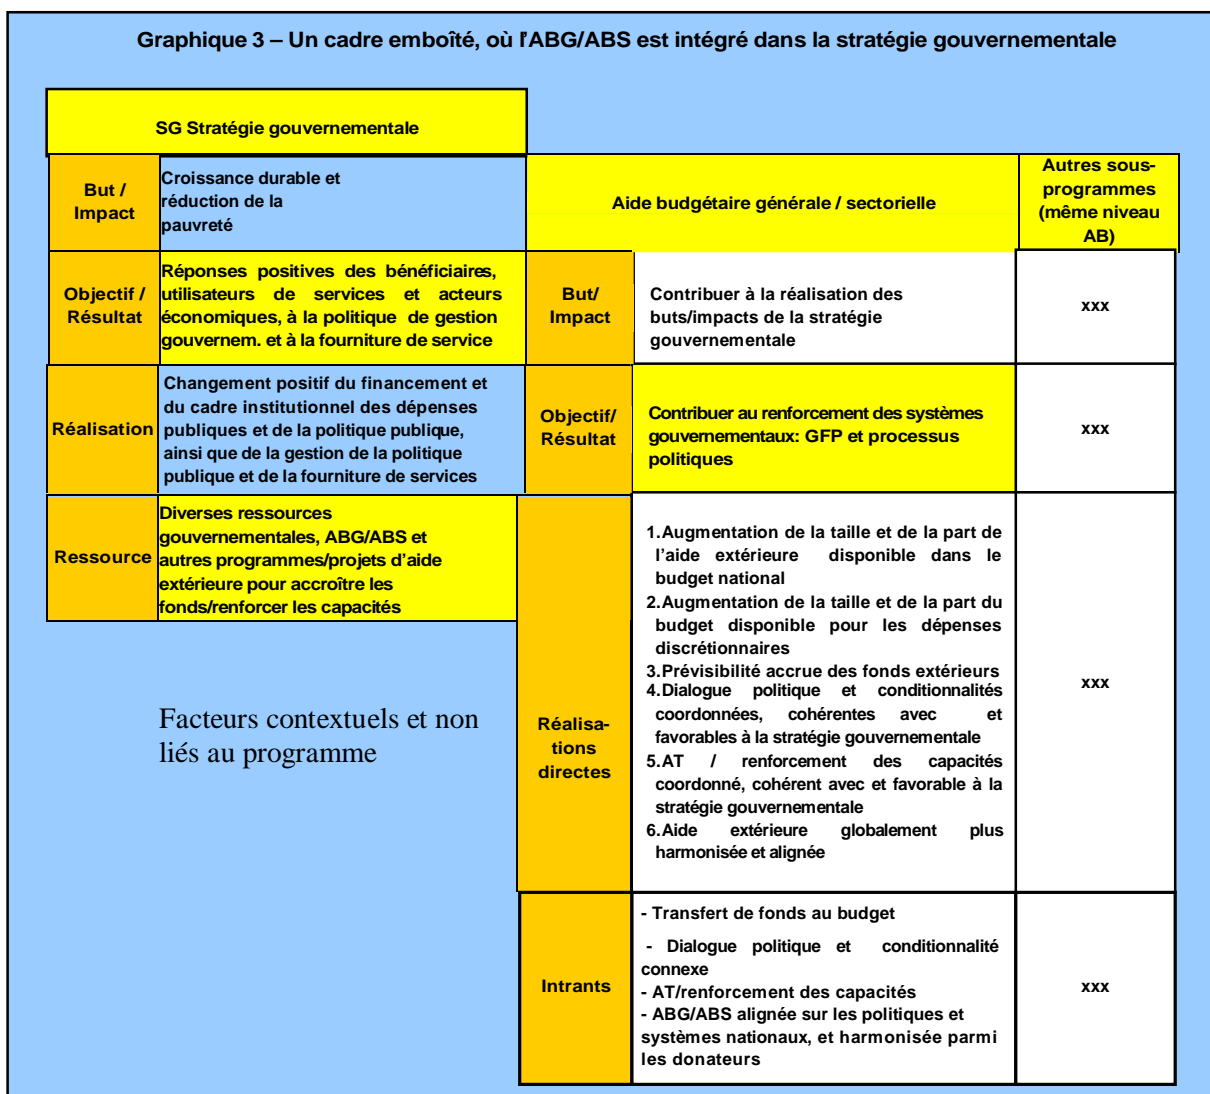 Graphique 3 – Un cadre emboîté, où l'ABG/ABS est intégré dans la stratégie gouvernementale
SG Stratégie gouvernementale
But /
Impact
Croissance durable et
réduction de la
pauvreté
Aide budgétaire générale / sectorielle
Autres sous-
programmes
(même niveau
AB)
Objectif /
Résultat
Réponses positives des bénéficiaires,
utilisateurs de services et acteurs
économiques, à la politique de gestion
gouvernem. et à la fourniture de service
But/
Impact
Contribuer à la réalisation des
buts/impacts de la stratégie
gouvernementale
xxx
Réalisation
Changement positif du financement et
du cadre institutionnel des dépenses
publiques et de la politique publique,
ainsi que de la gestion de la politique
publique et de la fourniture de services
Objectif/
Résultat
Contribuer au renforcement des systèmes
gouvernementaux: GFP et processus
politiques
xxx
Ressource
Diverses ressources
gouvernementales, ABG/ABS et
autres programmes/projets d'aide
extérieure pour accroître les
fonds/renforcer les capacités
Facteurs contextuels et non
liés au programme
Réalisa-
tions
directes
1.Augmentation de la taille et de la part de
l'aide extérieure disponible dans le
budget national
2.Augmentation de la taille et de la part du
budget disponible pour les dépenses
discrétionnaires
3.Prévisibilité accrue des fonds extérieurs
4.Dialogue politique et conditionnalités
coordonnées, cohérentes avec et
favorables à la stratégie gouvernementale
5.AT / renforcement des capacités
coordonné, cohérent avec et favorable à la
stratégie gouvernementale
6.Aide extérieure globalement plus
harmonisée et alignée
xxx
Intrants
- Transfert de fonds au budget
- Dialogue politique et conditionnalité
connexe
- AT/renforcement des capacités
- ABG/ABS alignée sur les politiques et
systèmes nationaux, et harmonisée parmi
les donateurs
xxx